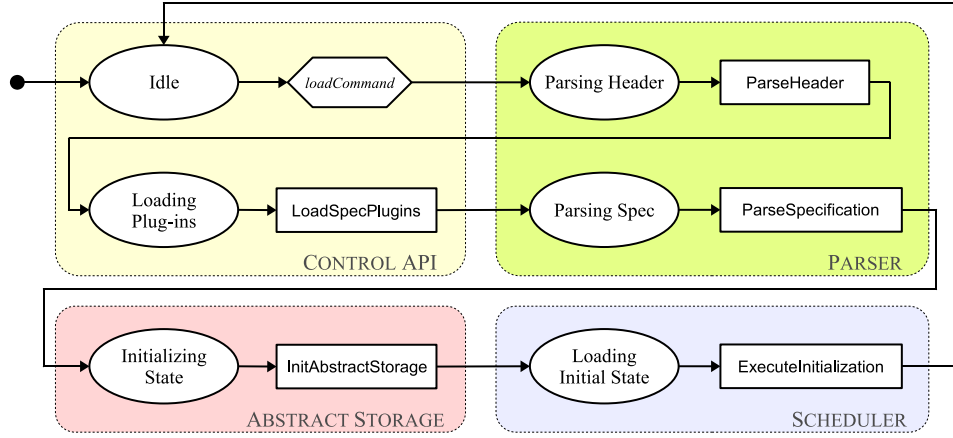 Idle
loadCommand
Parsing Header
ParseHeader
Loading
Plug-ins
LoadSpecPlugins
Parsing Spec
ParseSpecification
CONTROL API
PARSER
Initializing
State
InitAbstractStorage
Loading
Initial State
ExecuteInitialization
ABSTRACT STORAGE
SCHEDULER